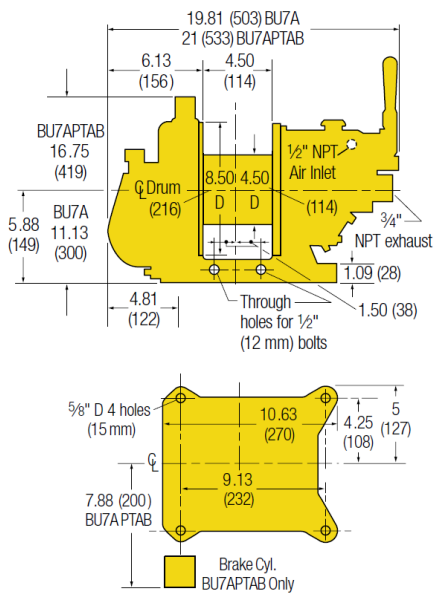 19.81 (503) BU7A
21 (533) BU7APTAB
6.13
(156)
4.50
(114)
BU7APTAB
16.75
(419)
½" NPT
Air Inlet
8.50
4.50
℄ Drum
(216)
D
D
(114)
5.88
(149)
BU7A
11.13
(300)
¾"
NPT exhaust
1.09 (28)
4.81
(122)
Through
holes for ½"
(12 mm) bolts
1.50 (38)
⅝" D 4 holes
(15 mm)
10.63
(270)
5
(127)
4.25
(108)
℄
9.13
(232)
7.88 (200)
BU7A PTAB
Brake Cyl.
BU7APTAB Only